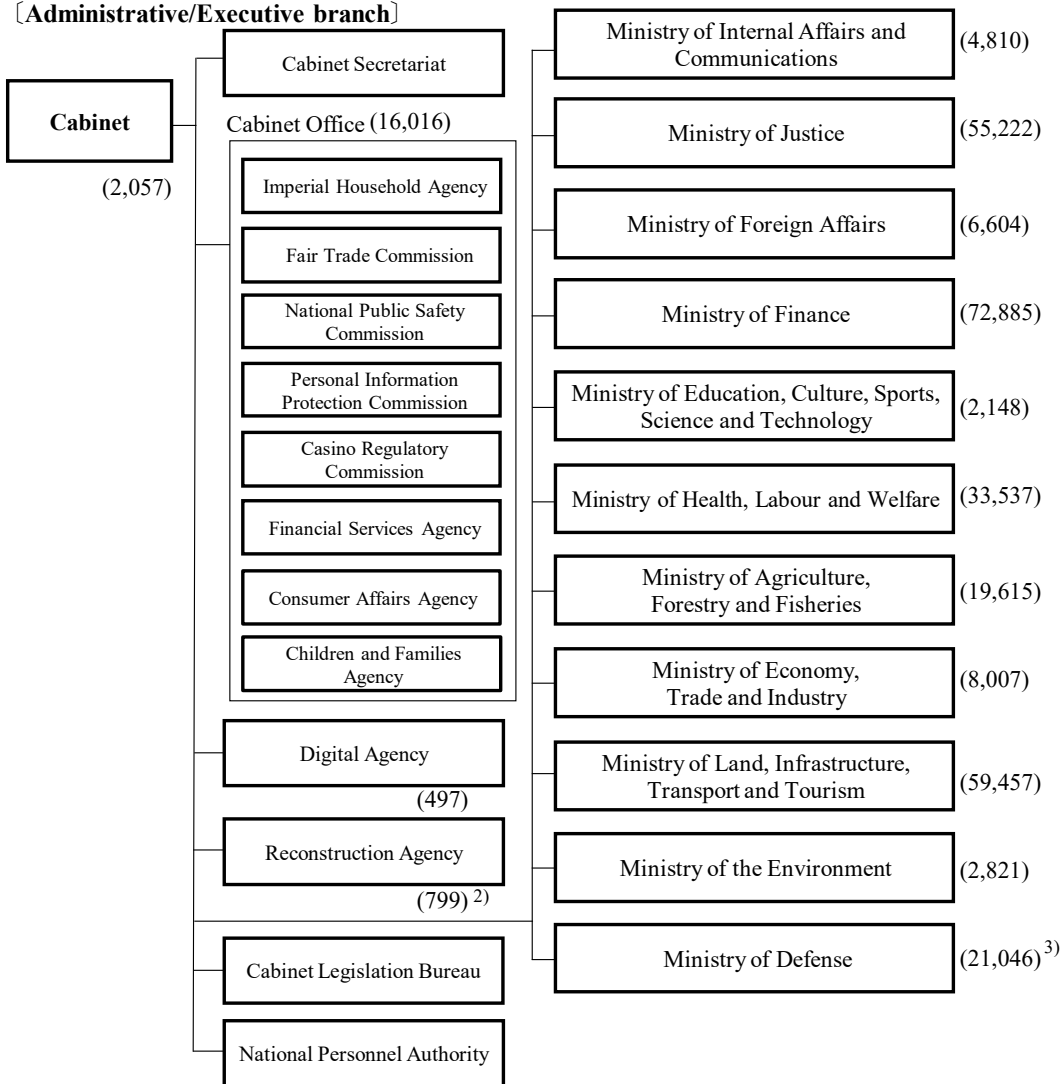 〔Administrative/Executive branch〕
Cabinet
(2,057)
Cabinet Secretariat
Cabinet Office (16,016)
Imperial Household Agency
Fair Trade Commission
National Public Safety
Commission
Personal Information
Protection Commission
Casino Regulatory
Commission
Financial Services Agency
Consumer Affairs Agency
Children and Families
Agency
Digital Agency
(497)
Reconstruction Agency
(799) 2)
Cabinet Legislation Bureau
National Personnel Authority
Ministry of Internal Affairs and
Communications
(4,810)
Ministry of Justice
(55,222)
Ministry of Foreign Affairs
(6,604)
Ministry of Finance
(72,885)
Ministry of Education, Culture, Sports,
Science and Technology
(2,148)
Ministry of Health, Labour and Welfare
(33,537)
Ministry of Agriculture,
Forestry and Fisheries
(19,615)
Ministry of Economy,
Trade and Industry
(8,007)
Ministry of Land, Infrastructure,
Transport and Tourism
(59,457)
Ministry of the Environment
(2,821)
Ministry of Defense
(21,046) 3)